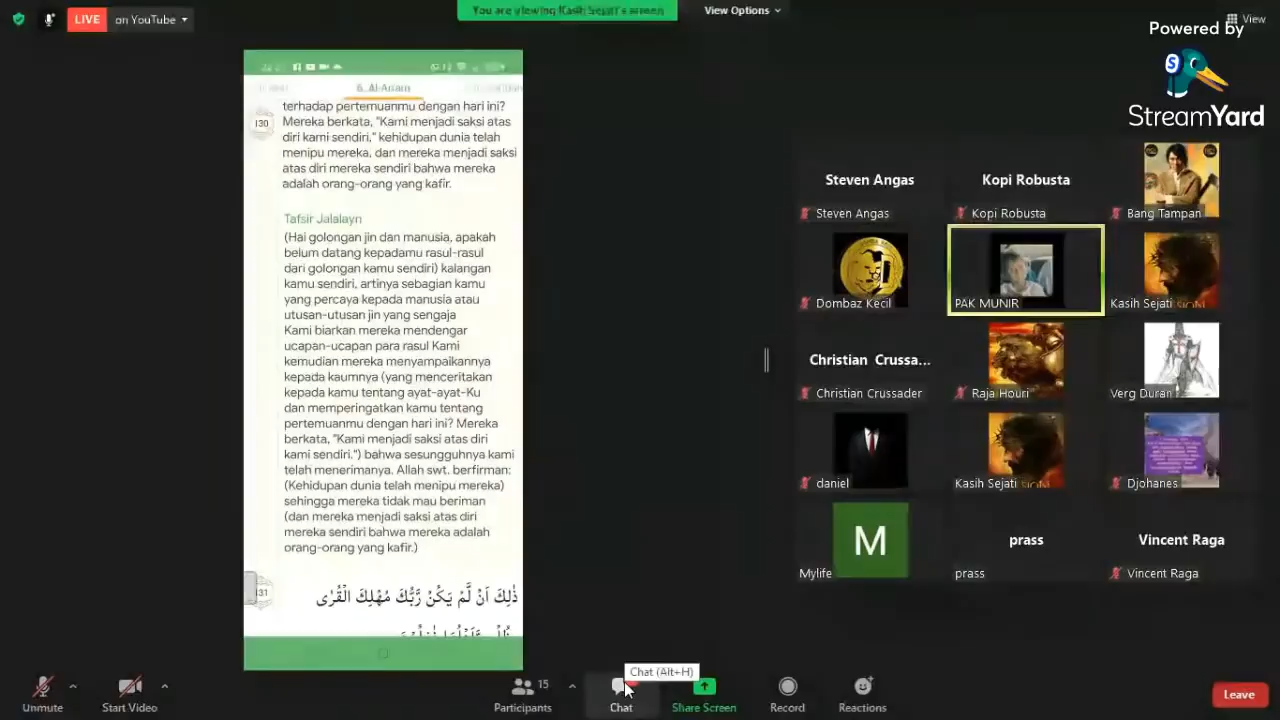 LIVE
on YouTube
You are viewing Kasih Sejati's screen
View Options
View
Powered by
S
StreamYard
6. Al-An'am
terhadap pertemuanmu dengan hari ini?
130
Mereka berkata, "Kami menjadi saksi atas
diri kami sendiri," kehidupan dunia telah
menipu mereka, dan mereka menjadi saksi
atas diri mereka sendiri bahwa mereka
adalah orang-orang yang kafir.
Tafsir Jalalayn
(Hai golongan jin dan manusia, apakah
belum datang kepadamu rasul-rasul
dari golongan kamu sendiri) kalangan
kamu sendiri, artinya sebagian kamu
yang percaya kepada manusia atau
utusan-utusan jin yang sengaja
Kami biarkan mereka mendengar
ucapan-ucapan para rasul Kami
kemudian mereka menyampaikannya
kepada kaumnya (yang menceritakan
kepada kamu tentang ayat-ayat-Ku
dan memperingatkan kamu tentang
pertemuanmu dengan hari ini? Mereka
berkata, "Kami menjadi saksi atas diri
kami sendiri.") bahwa sesungguhnya kami
telah menerimanya. Allah swt. berfirman:
(Kehidupan dunia telah menipu mereka)
sehingga mereka tidak mau beriman
(dan mereka menjadi saksi atas diri
mereka sendiri bahwa mereka adalah
orang-orang yang kafir.)
131
ذٰلِكَ اَنْ لَّمْ يَكُنْ رَّبُّكَ مُهْلِكَ الْقُرٰى
Steven Angas
Steven Angas
Kopi Robusta
Kopi Robusta
Bang Tampan
Dombaz Kecil
PAK MUNIR
Kasih Sejati
Christian Crussa...
Christian Crussader
Raja Houri
Verg Duran
daniel
Kasih Sejati
Djohanes
M
Mylife
prass
prass
Vincent Raga
Vincent Raga
Chat (Alt+H)
Unmute
Start Video
15
Participants
Chat
Share Screen
Record
Reactions
Leave